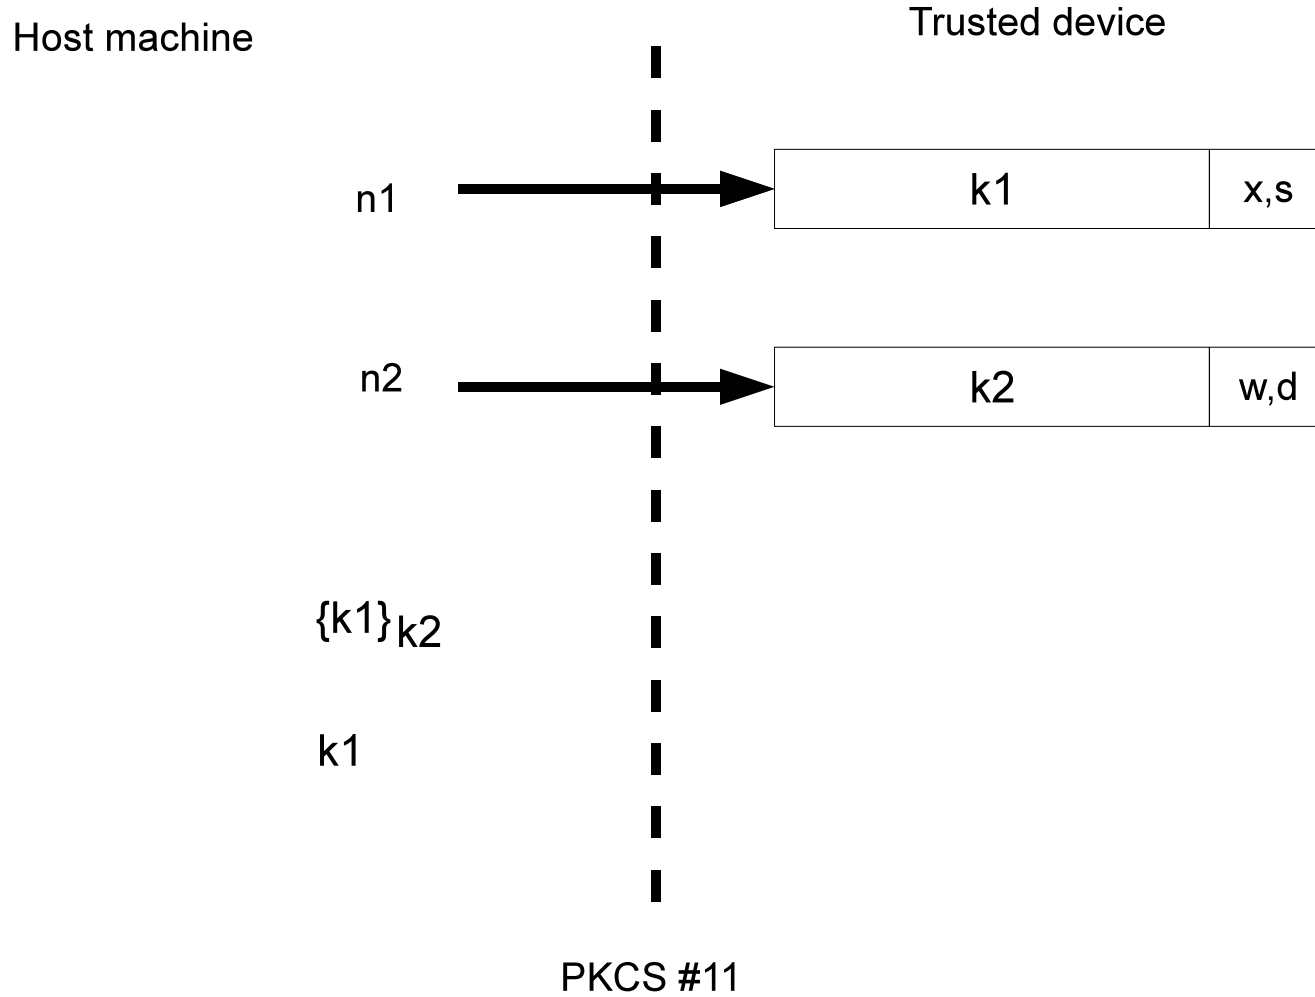 Host machine
Trusted device
n1
k1
x,s
n2
k2
w,d
{k1}k2
k1
PKCS #11